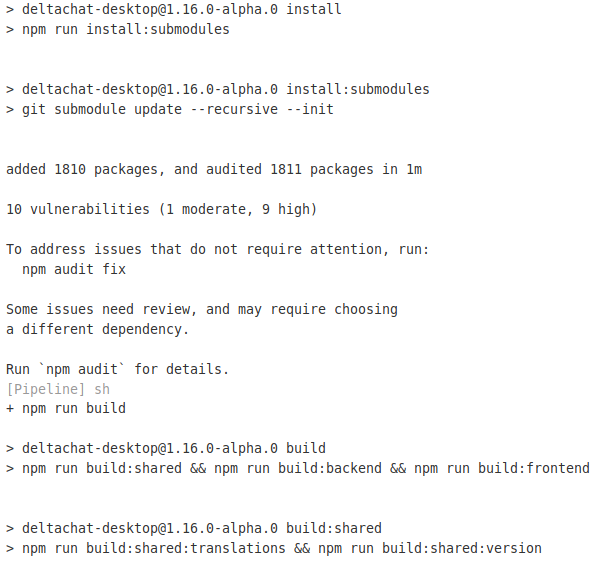 > deltachat-desktop@1.16.0-alpha.0 install
> npm run install:submodules
> deltachat-desktop@1.16.0-alpha.0 install:submodules
> git submodule update --recursive --init
added 1810 packages, and audited 1811 packages in 1m
10 vulnerabilities (1 moderate, 9 high)
To address issues that do not require attention, run:
  npm audit fix
Some issues need review, and may require choosing
a different dependency.
Run `npm audit` for details.
[Pipeline] sh
+ npm run build
> deltachat-desktop@1.16.0-alpha.0 build
> npm run build:shared && npm run build:backend && npm run build:frontend
> deltachat-desktop@1.16.0-alpha.0 build:shared
> npm run build:shared:translations && npm run build:shared:version